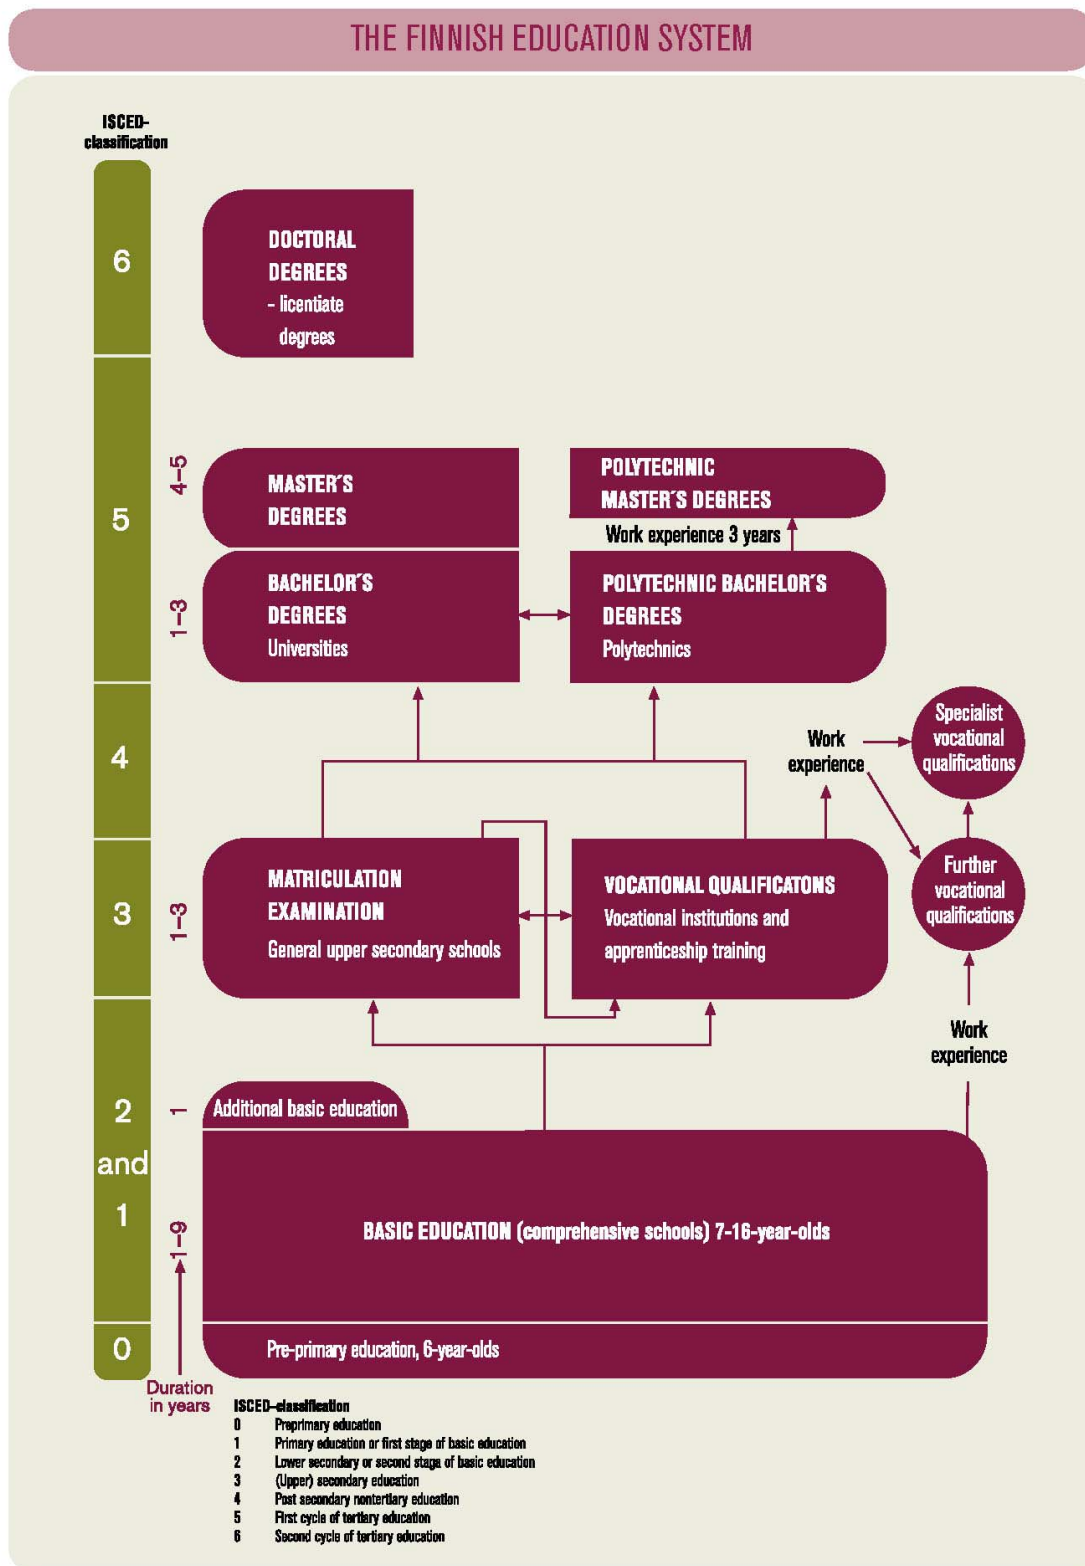 THE FINNISH EDUCATION SYSTEM
ISCED-
classification
6
DOCTORAL
DEGREES
- licentiate
degrees
5
4–5
MASTER´S
DEGREES
POLYTECHNIC
MASTER´S DEGREES
Work experience 3 years
1–3
BACHELOR´S
DEGREES
Universities
POLYTECHNIC BACHELOR´S
DEGREES
Polytechnics
4
Work
experience
Specialist
vocational
qualifications
3
1–3
MATRICULATION
EXAMINATION
General upper secondary schools
VOCATIONAL QUALIFICATONS
Vocational institutions and
apprenticeship training
Further
vocational
qualifications
Work
experience
2
and
1
1
Additional basic education
1–9
BASIC EDUCATION (comprehensive schools) 7-16-year-olds
0
Pre-primary education, 6-year-olds
Duration
in years
ISCED-classification
0 Preprimary education
1 Primary education or first stage of basic education
2 Lower secondary or second stage of basic education
3 (Upper) secondary education
4 Post secondary nontertiary education
5 First cycle of tertiary education
6 Second cycle of tertiary education